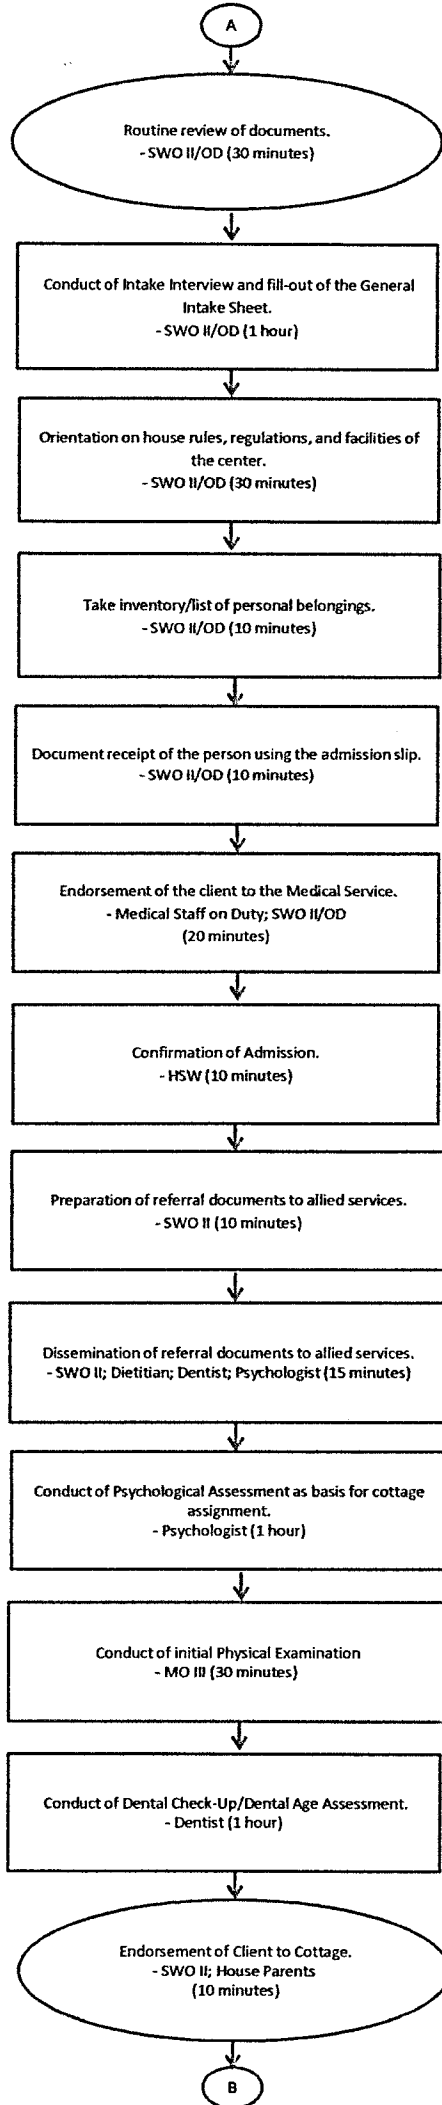 A
Routine review of documents.
- SWO II/OD (30 minutes)
Conduct of Intake Interview and fill-out of the General
Intake Sheet.
- SWO II/OD (1 hour)
Orientation on house rules, regulations, and facilities of
the center.
- SWO II/OD (30 minutes)
Take inventory/list of personal belongings.
- SWO II/OD (10 minutes)
Document receipt of the person using the admission slip.
- SWO II/OD (10 minutes)
Endorsement of the client to the Medical Service.
- Medical Staff on Duty; SWO II/OD
(20 minutes)
Confirmation of Admission.
- HSW (10 minutes)
Preparation of referral documents to allied services.
- SWO II (10 minutes)
Dissemination of referral documents to allied services.
- SWO II; Dietitian; Dentist; Psychologist (15 minutes)
Conduct of Psychological Assessment as basis for cottage
assignment.
- Psychologist (1 hour)
Conduct of initial Physical Examination
- MO III (30 minutes)
Conduct of Dental Check-Up/Dental Age Assessment.
- Dentist (1 hour)
Endorsement of Client to Cottage.
- SWO II; House Parents
(10 minutes)
B